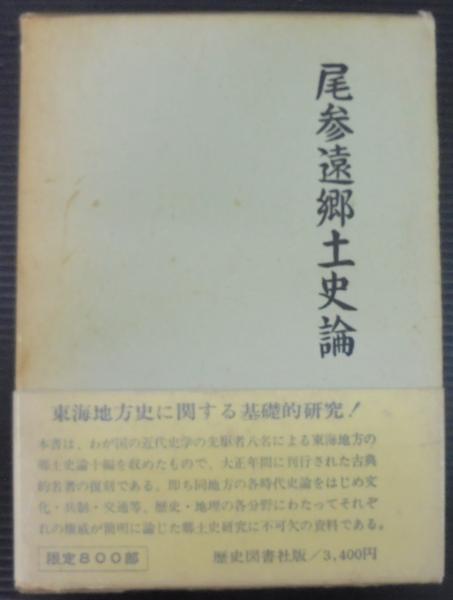 尾参遠郷土史論
東海地方史に関する基礎的研究!
本書は、わが国の近代史学の先駆者八名による東海地方の
郷土史論十編を収めたもので、大正年間に刊行された古典
的名著の復刻である。即ち同地方の各時代史論をはじめ文
化・兵制・交通等、歴史・地理の各分野にわたってそれぞ
れの権威が簡明に論じた郷土史研究に不可欠の資料である。
限定800部
歴史図書社版/3,400円